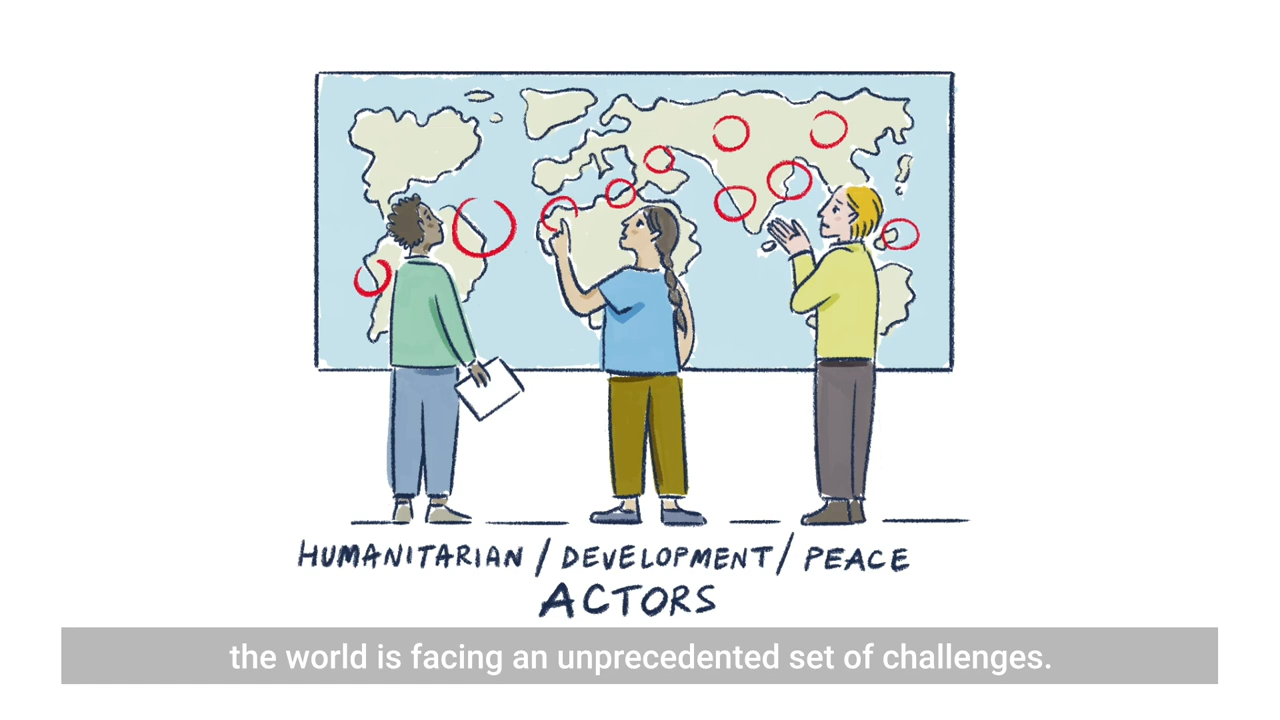 HUMANITARIAN / DEVELOPMENT / PEACE
ACTORS
the world is facing an unprecedented set of challenges.